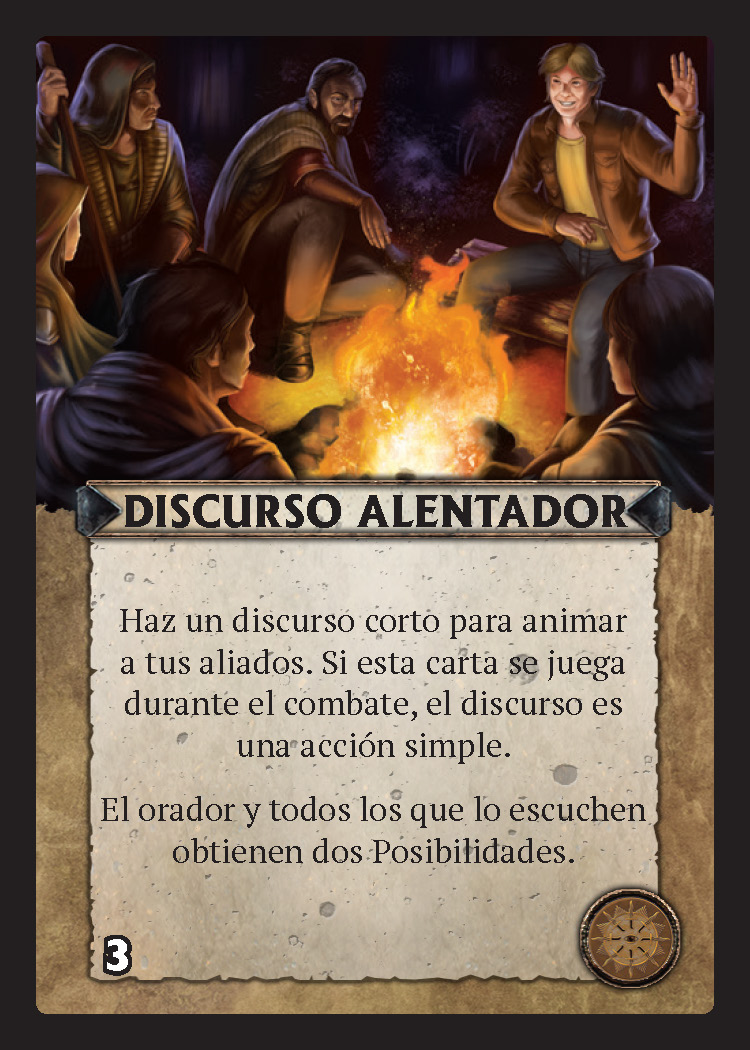 DISCURSO ALENTADOR
Haz un discurso corto para animar
a tus aliados. Si esta carta se juega
durante el combate, el discurso es
una acción simple.
El orador y todos los que lo escuchen
obtienen dos Posibilidades.
3